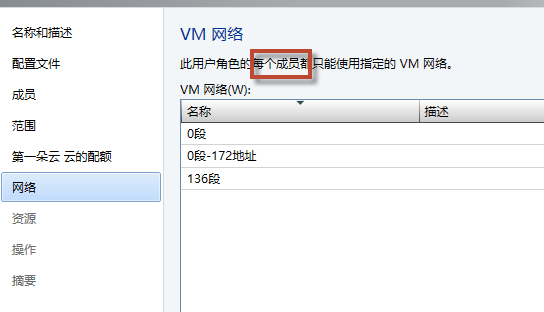 名称和描述
配置文件
成员
范围
第一朵云 云的配额
网络
资源
操作
摘要
VM 网络
此用户角色的每个成员都只能使用指定的 VM 网络。
VM 网络(W):
名称 描述
0段
0段-172地址
136段